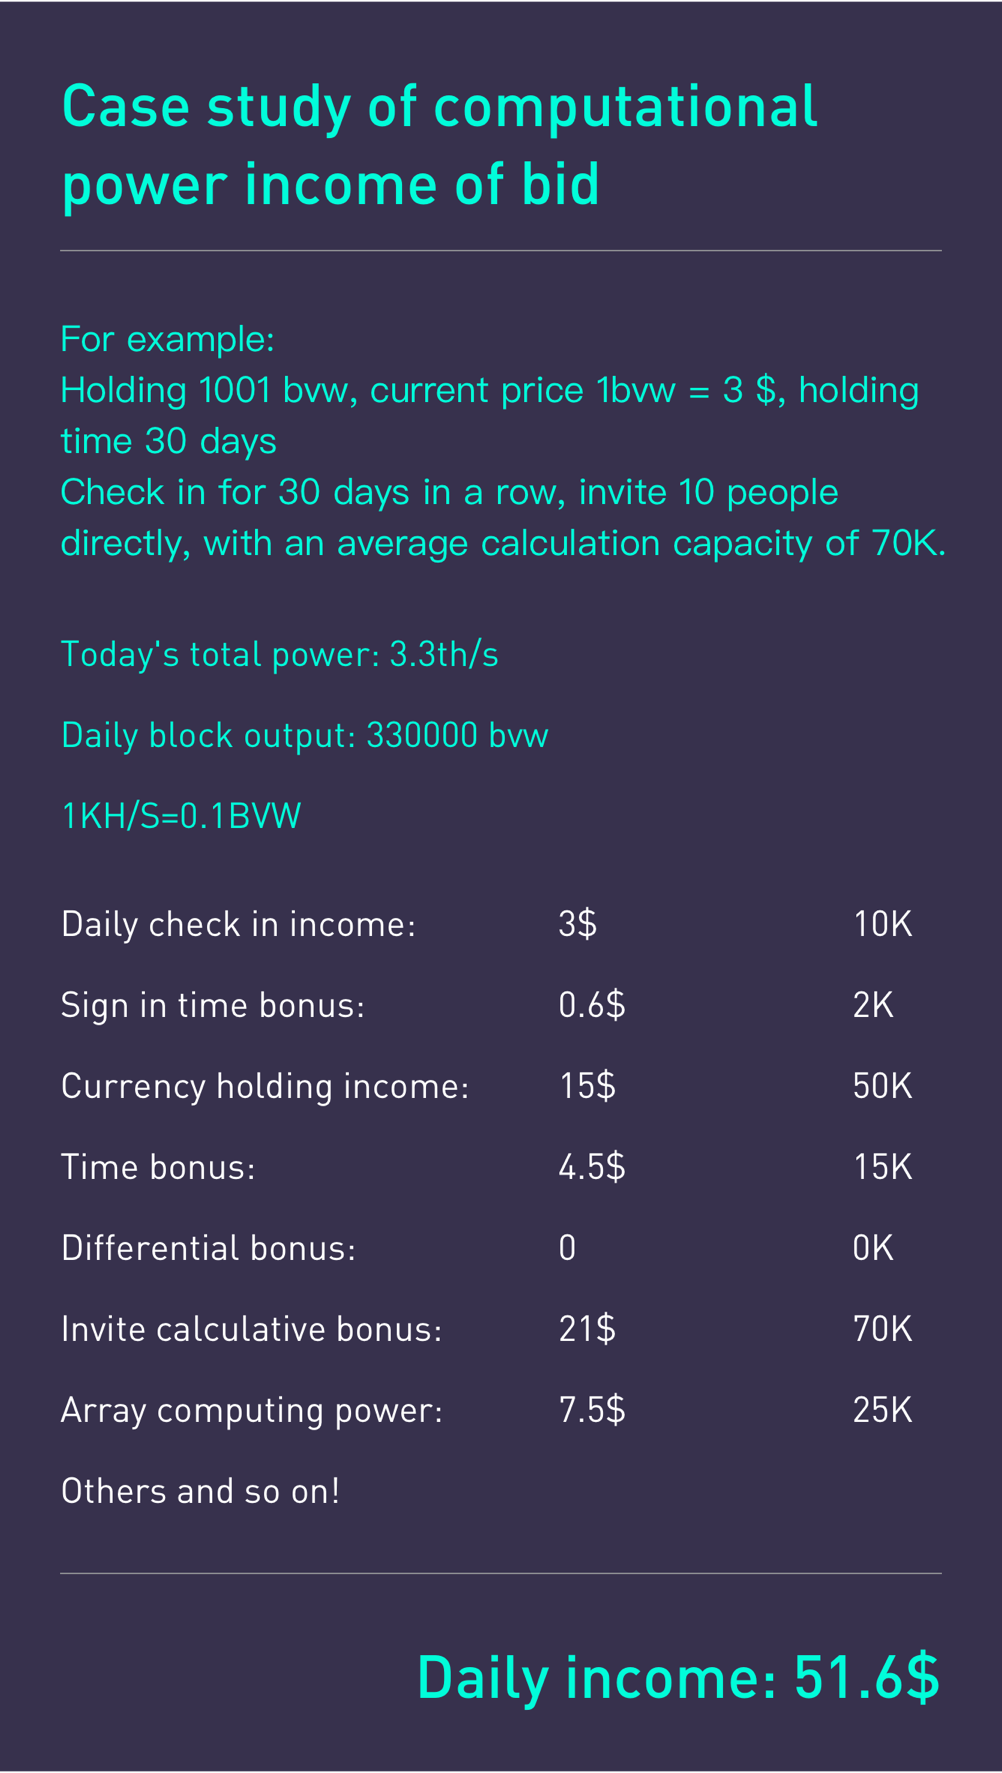 Case study of computational
power income of bid
For example:
Holding 1001 bvw, current price 1bvw = 3 $, holding
time 30 days
Check in for 30 days in a row, invite 10 people
directly, with an average calculation capacity of 70K.
Today's total power: 3.3th/s
Daily block output: 330000 bvw
1KH/S=0.1BVW
Daily check in income: 3$ 10K
Sign in time bonus: 0.6$ 2K
Currency holding income: 15$ 50K
Time bonus: 4.5$ 15K
Differential bonus: 0 0K
Invite calculative bonus: 21$ 70K
Array computing power: 7.5$ 25K
Others and so on!
Daily income: 51.6$